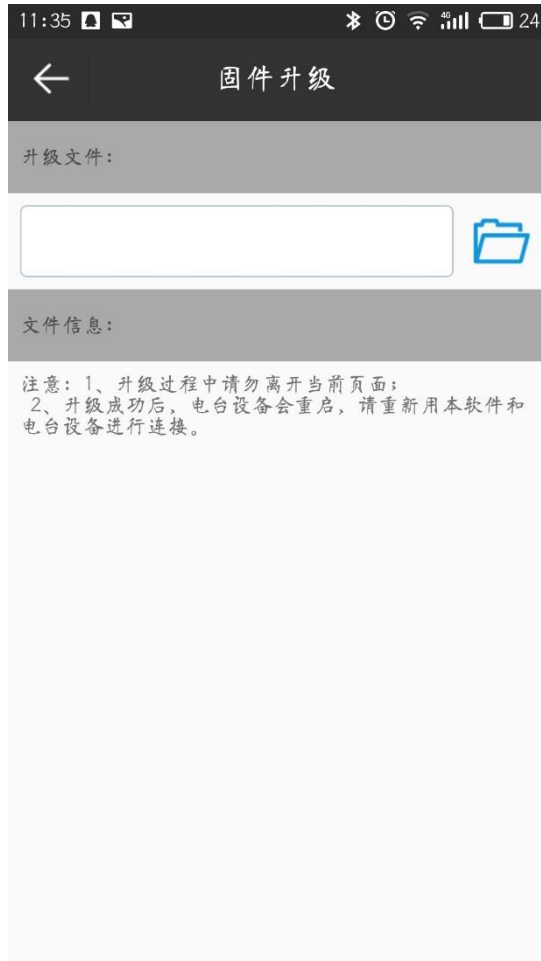 11:35 24
固件升级
升级文件:
文件信息:
注意: 1、升级过程中请勿离开当前页面;
2、升级成功后, 电台设备会重启, 请重新用本软件和
电台设备进行连接。